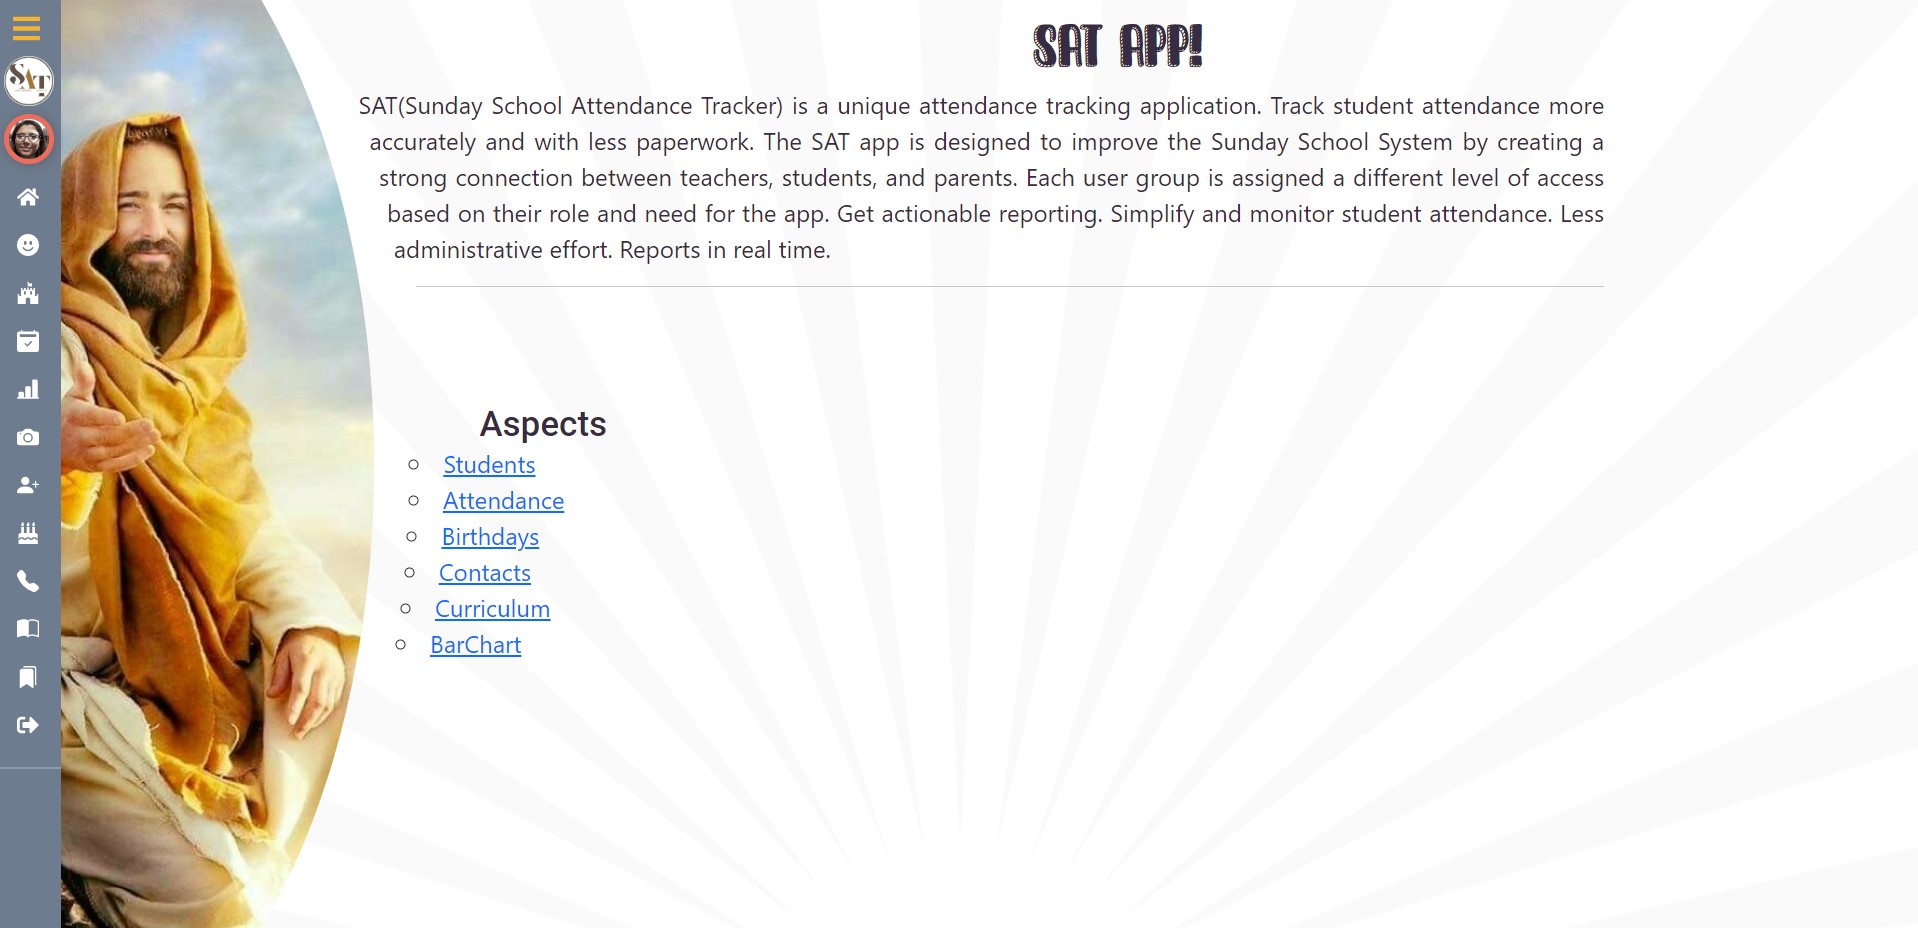 SAT
SAT APP!
SAT(Sunday School Attendance Tracker) is a unique attendance tracking application. Track student attendance more
accurately and with less paperwork. The SAT app is designed to improve the Sunday School System by creating a
strong connection between teachers, students, and parents. Each user group is assigned a different level of access
based on their role and need for the app. Get actionable reporting. Simplify and monitor student attendance. Less
administrative effort. Reports in real time.
Aspects
Students
Attendance
Birthdays
Contacts
Curriculum
BarChart